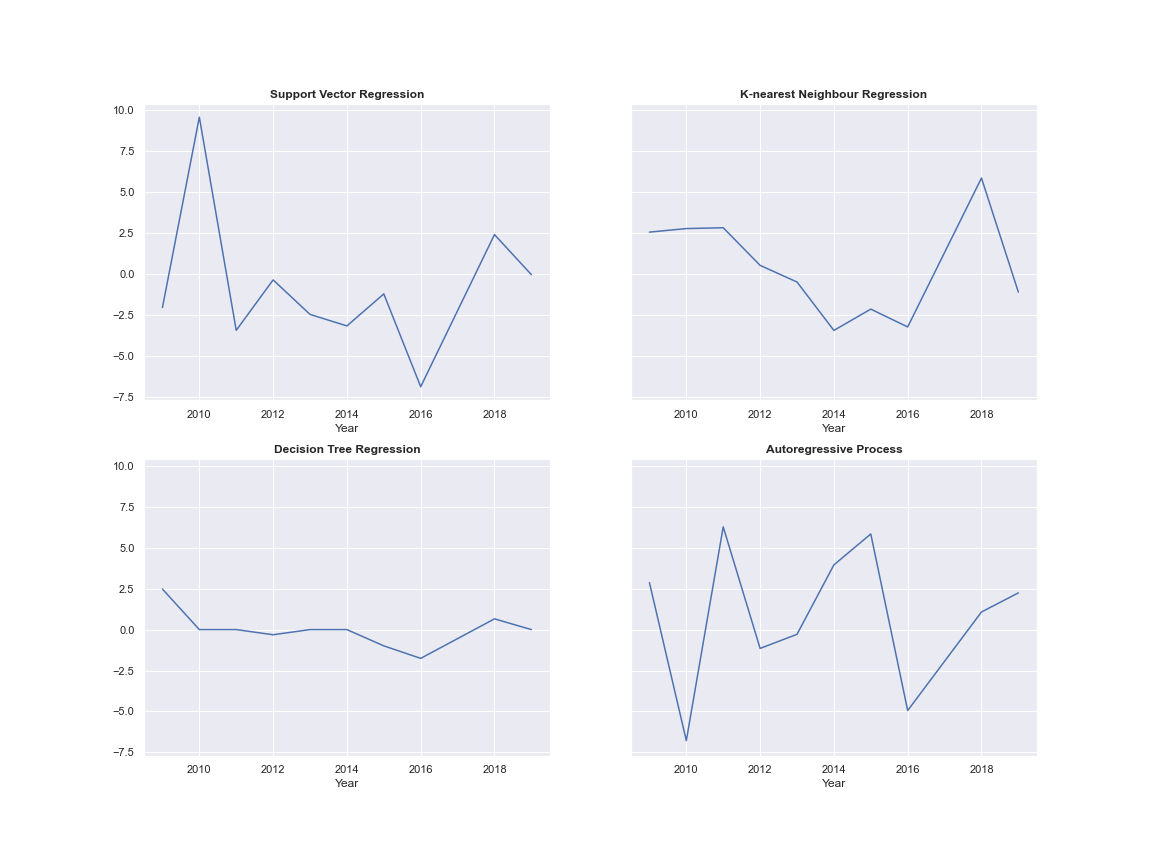 Support Vector Regression
10.0
7.5
5.0
2.5
0.0
−2.5
−5.0
−7.5
2010 2012 2014 2016 2018
Year
K-nearest Neighbour Regression
2010 2012 2014 2016 2018
Year
Decision Tree Regression
10.0
7.5
5.0
2.5
0.0
−2.5
−5.0
−7.5
2010 2012 2014 2016 2018
Year
Autoregressive Process
2010 2012 2014 2016 2018
Year